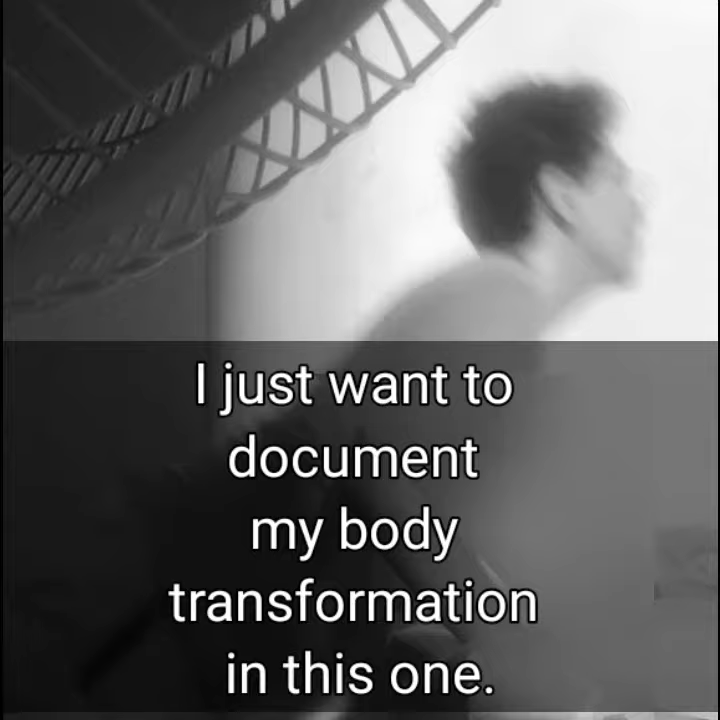 I just want to
document
my body
transformation
in this one.